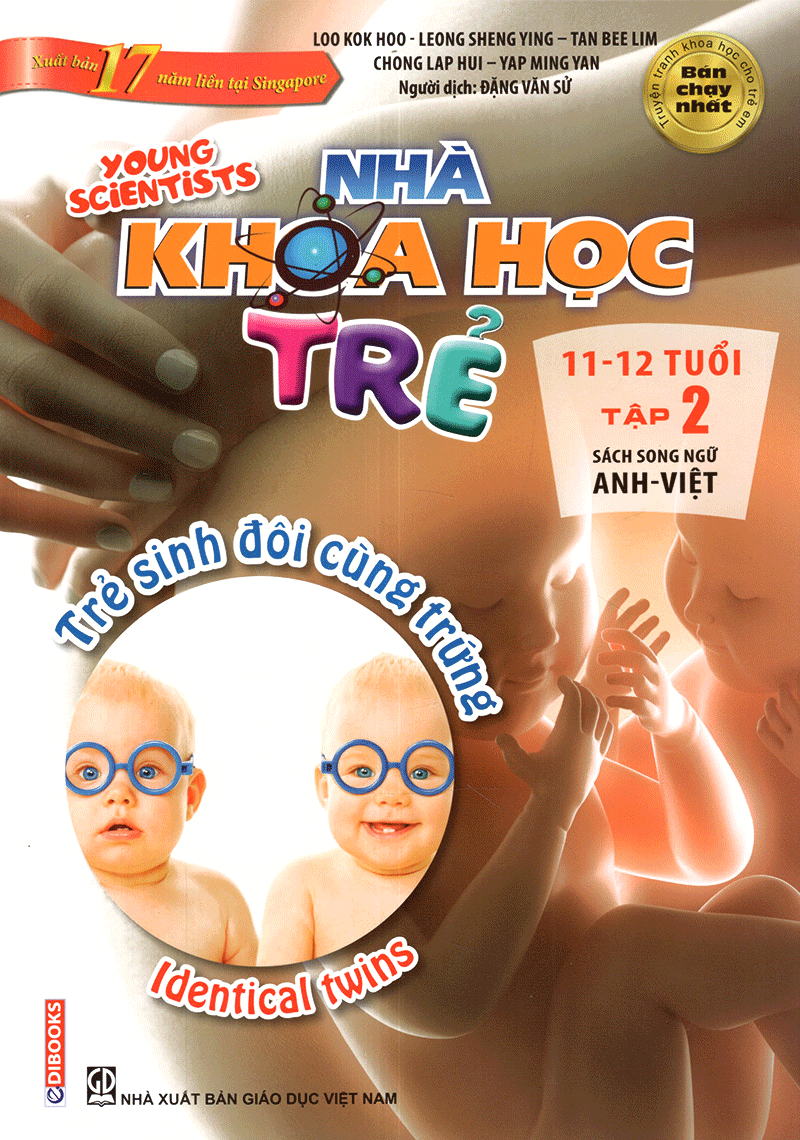 Xuất bản 17 năm liền tại Singapore
LOO KOK HOO - LEONG SHENG YING – TAN BEE LIM
CHONG LAP HUI – YAP MING YAN
Người dịch: ĐẶNG VĂN SỬ
Truyện tranh khoa học cho trẻ em
Bán
chạy
nhất
YOUNG
SCiENTiSTS
NHÀ
KHOA HỌC
TRẺ
11-12 TUỔI
TẬP 2
SÁCH SONG NGỮ
ANH-VIỆT
Trẻ sinh đôi cùng trứng
Identical twins
eDIBOOKS
GD
NHÀ XUẤT BẢN GIÁO DỤC VIỆT NAM